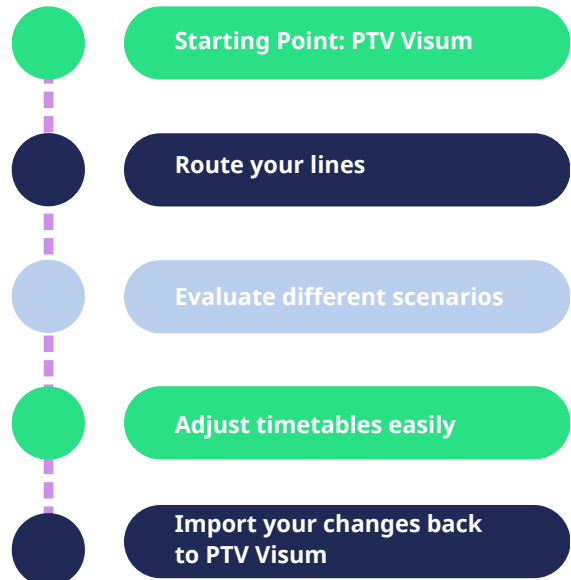 Starting Point: PTV Visum
Route your lines
Evaluate different scenarios
Adjust timetables easily
Import your changes back
to PTV Visum